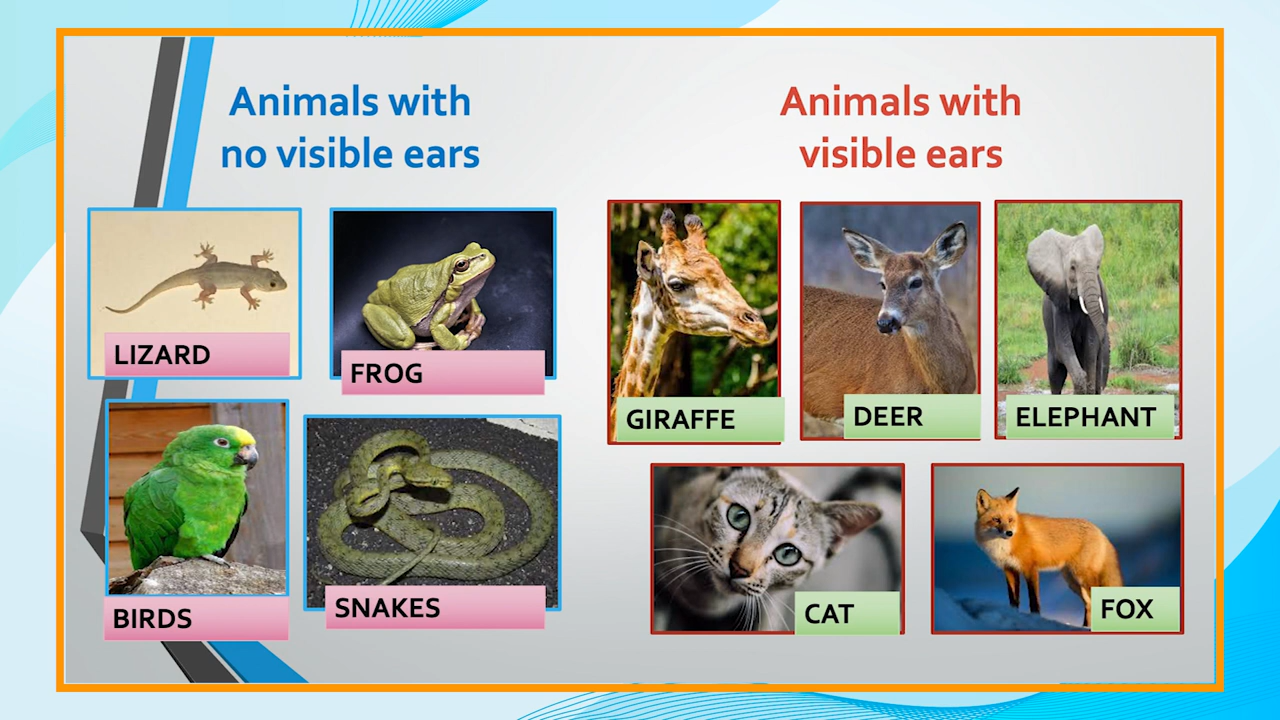 Animals with
no visible ears
LIZARD
FROG
BIRDS
SNAKES
Animals with
visible ears
GIRAFFE
DEER
ELEPHANT
CAT
FOX